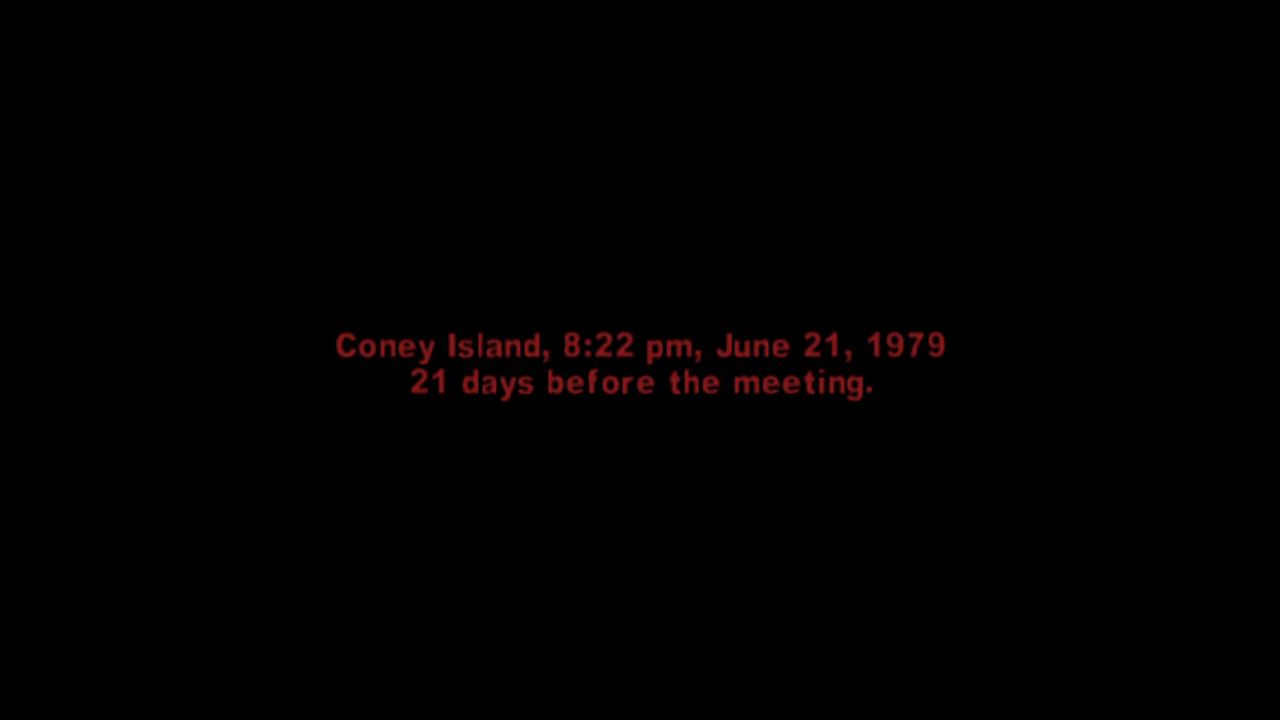 Coney Island, 8:22 pm, June 21, 1979
21 days before the meeting.